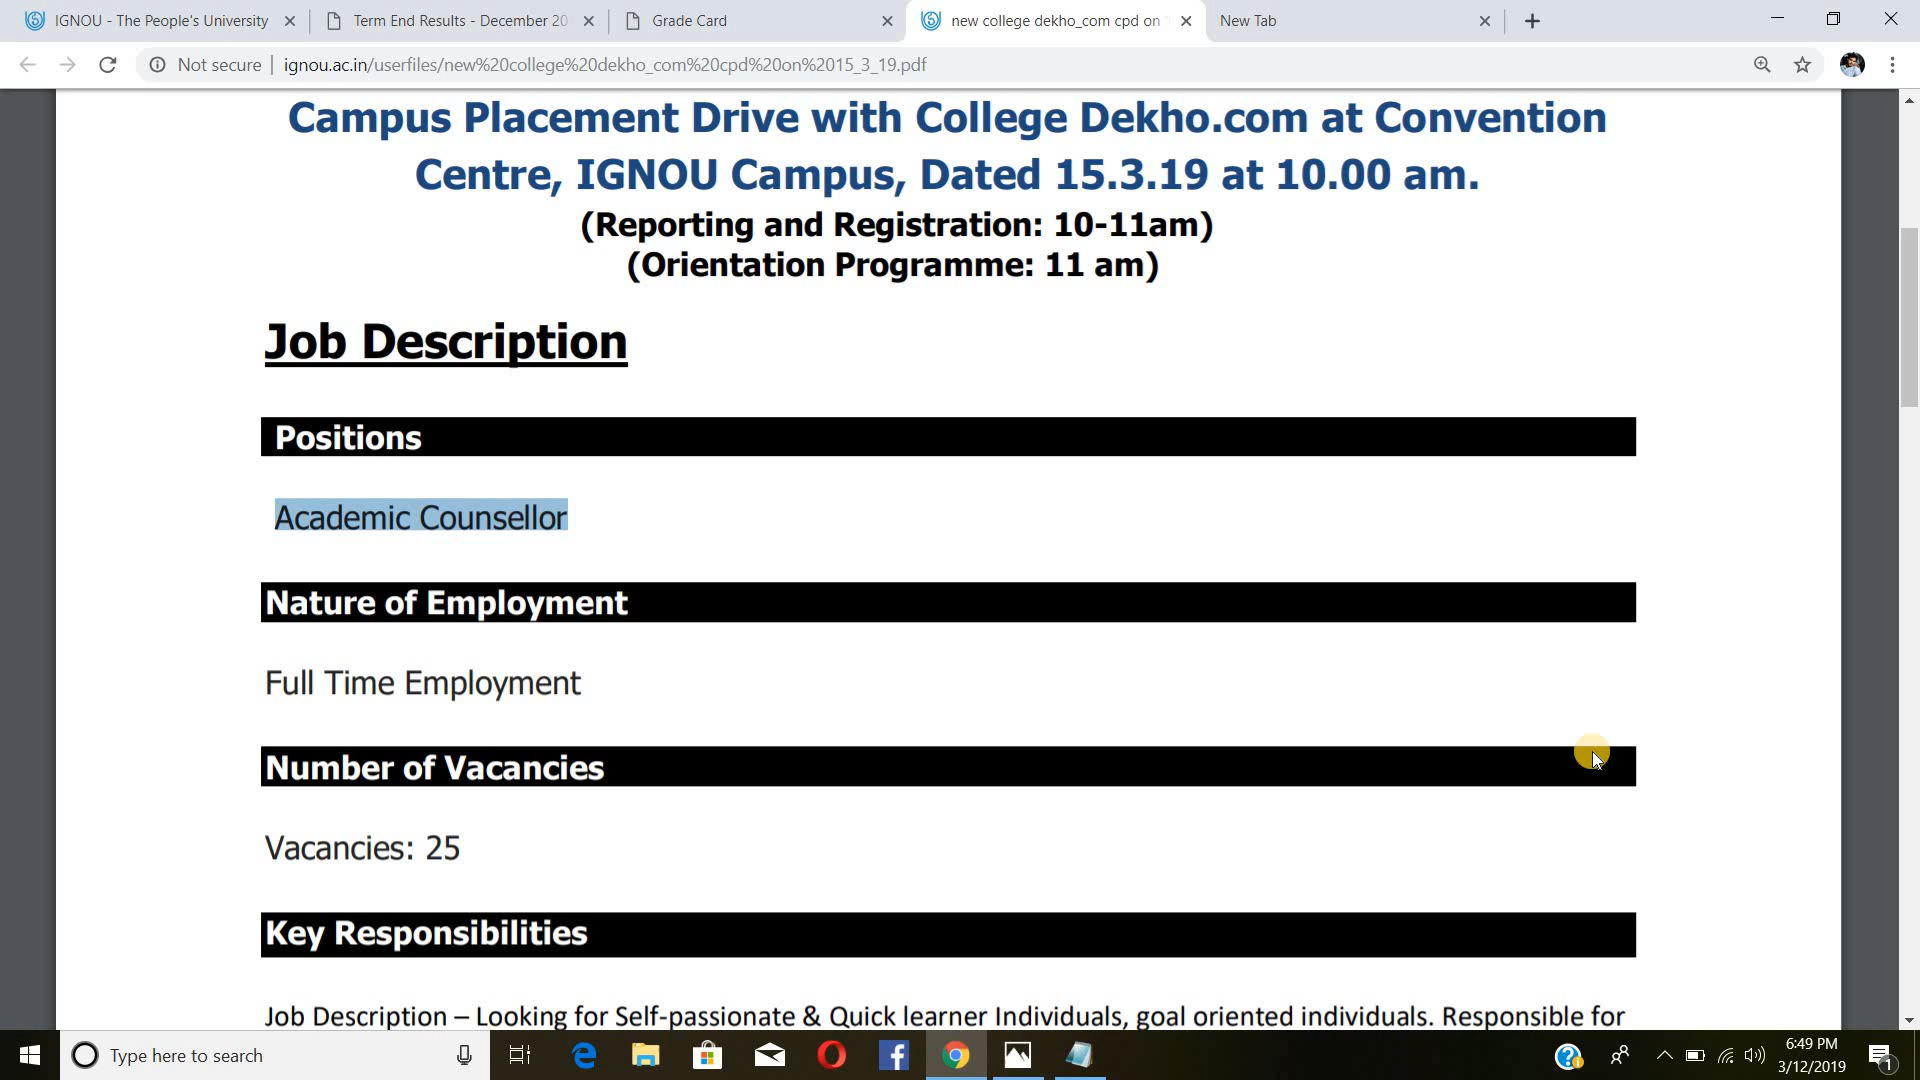 IGNOU - The People's University
Term End Results - December 20
Grade Card
new college dekho_com cpd on
New Tab
Not secure | ignou.ac.in/userfiles/new%20college%20dekho_com%20cpd%20on%2015_3_19.pdf
Campus Placement Drive with College Dekho.com at Convention
Centre, IGNOU Campus, Dated 15.3.19 at 10.00 am.
(Reporting and Registration: 10-11am)
(Orientation Programme: 11 am)
Job Description
Positions
Academic Counsellor
Nature of Employment
Full Time Employment
Number of Vacancies
Vacancies: 25
Key Responsibilities
Job Description – Looking for Self-passionate & Quick learner Individuals, goal oriented individuals. Responsible for
Type here to search
6:49 PM
3/12/2019
1